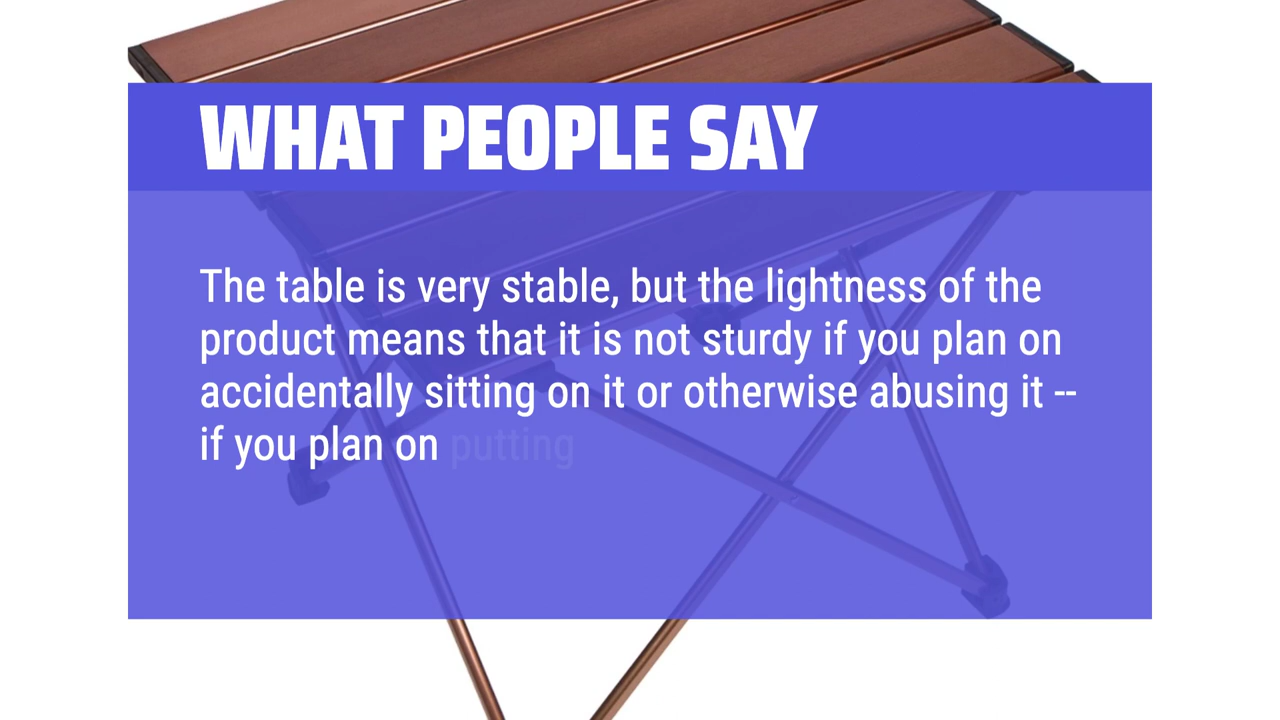 WHAT PEOPLE SAY
The table is very stable, but the lightness of the
product means that it is not sturdy if you plan on
accidentally sitting on it or otherwise abusing it --
if you plan on putting